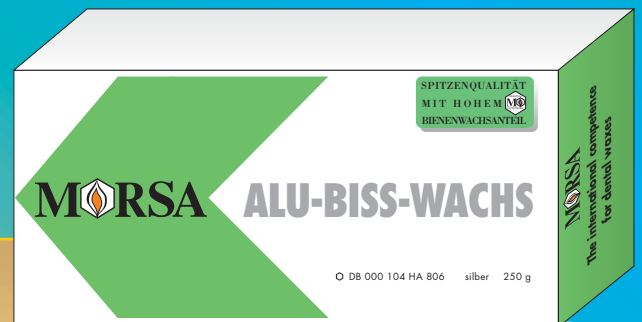 SPITZENQUALITÄT
MIT HOHEM
BIENENWACHSANTEIL
MORSA
ALU-BISS-WACHS
DB 000 104 HA 806 silber 250 g
MORSA
The international competence
for dental waxes